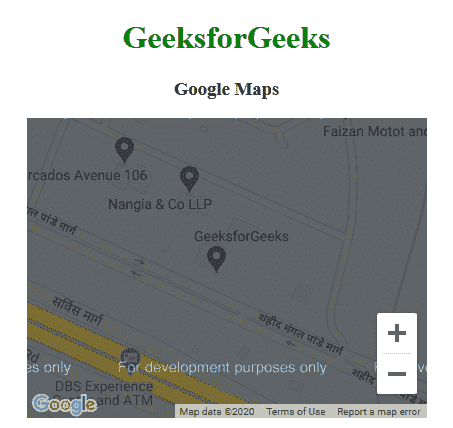 GeeksforGeeks
Google Maps
Faizan Motot and
rcados Avenue 106
Nangia & Co LLP
GeeksforGeeks
मंगल पांडे मार्ग
शहीद मंगल पांडे मार्ग
सर्विस मार्ग
शहीद मंगल पांडे मार्ग
Rd
es only
For development purposes only
DBS Experience
and ATM
Google
Map data ©2020
Terms of Use
Report a map error